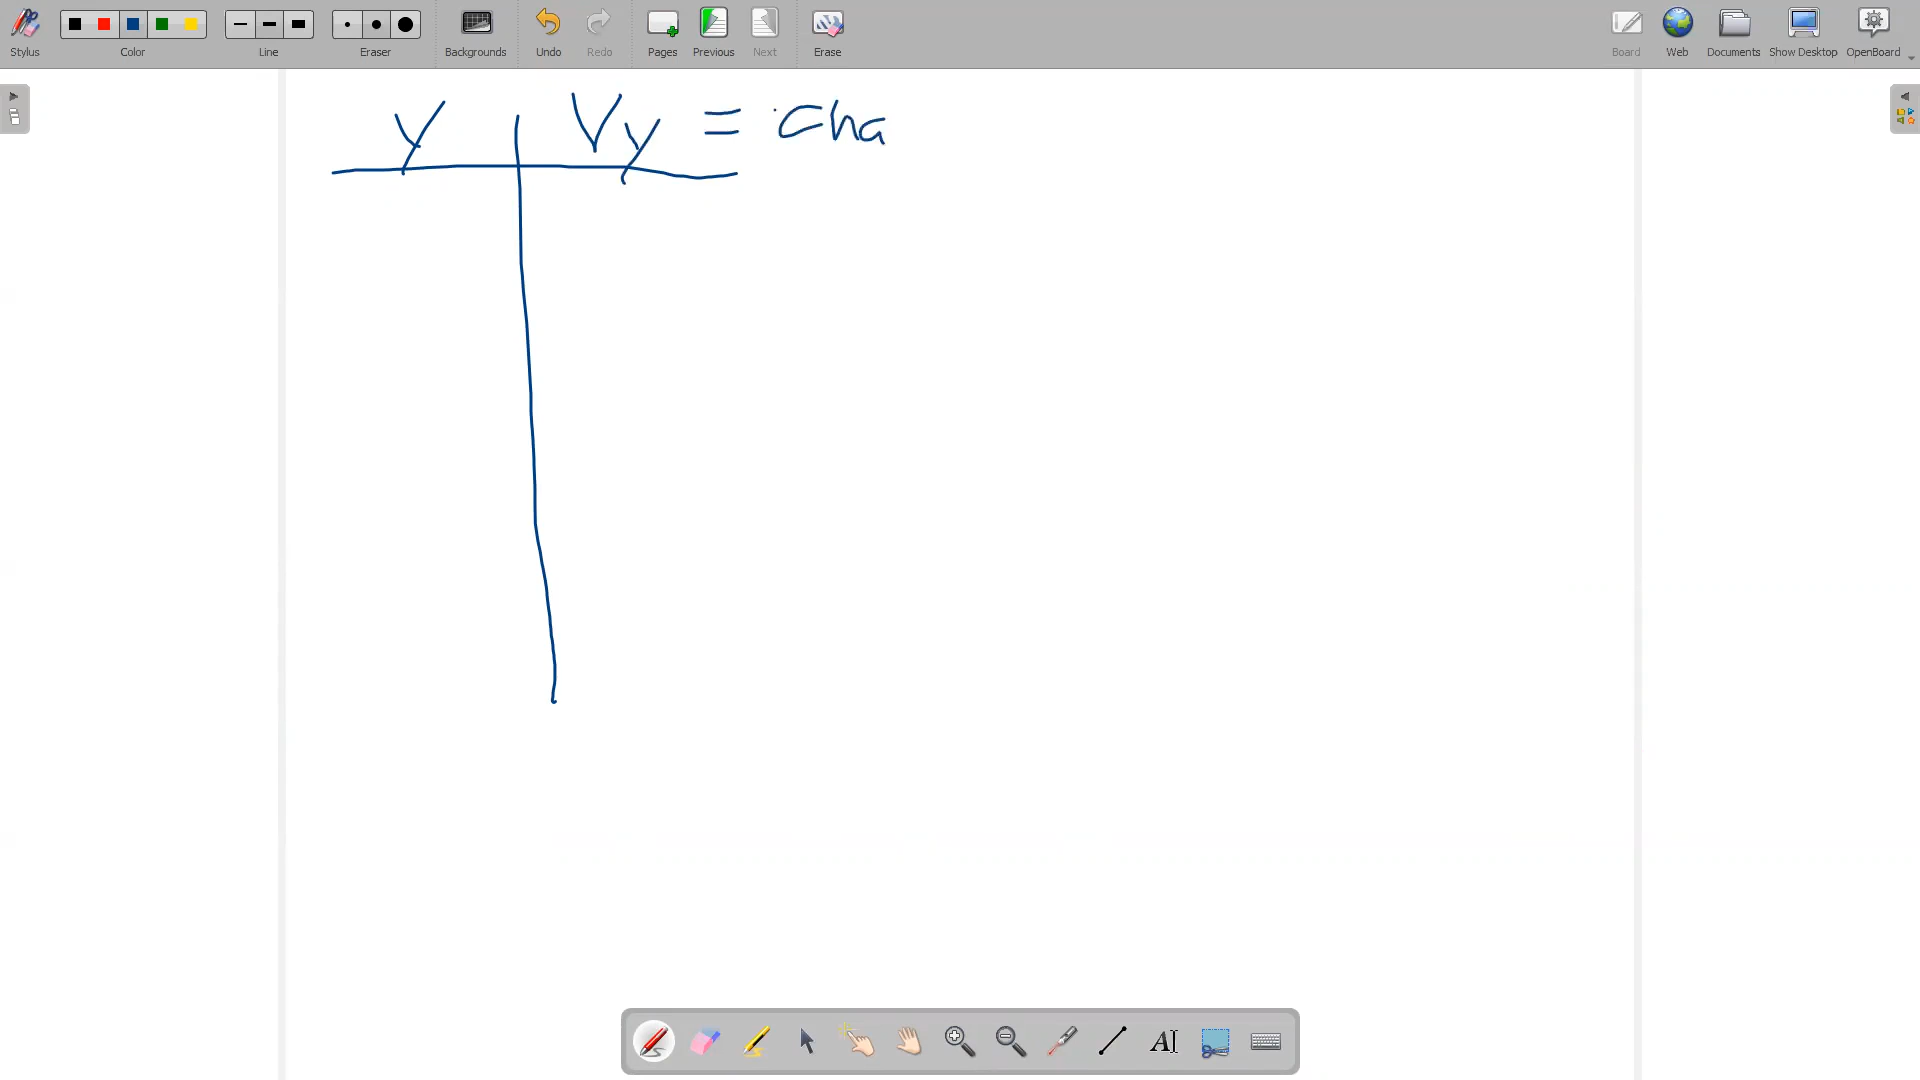 Stylus Color Line Eraser Backgrounds Undo Redo Pages Previous Next Erase Board Web Documents Show Desktop OpenBoard
y Vy = Cha
AI